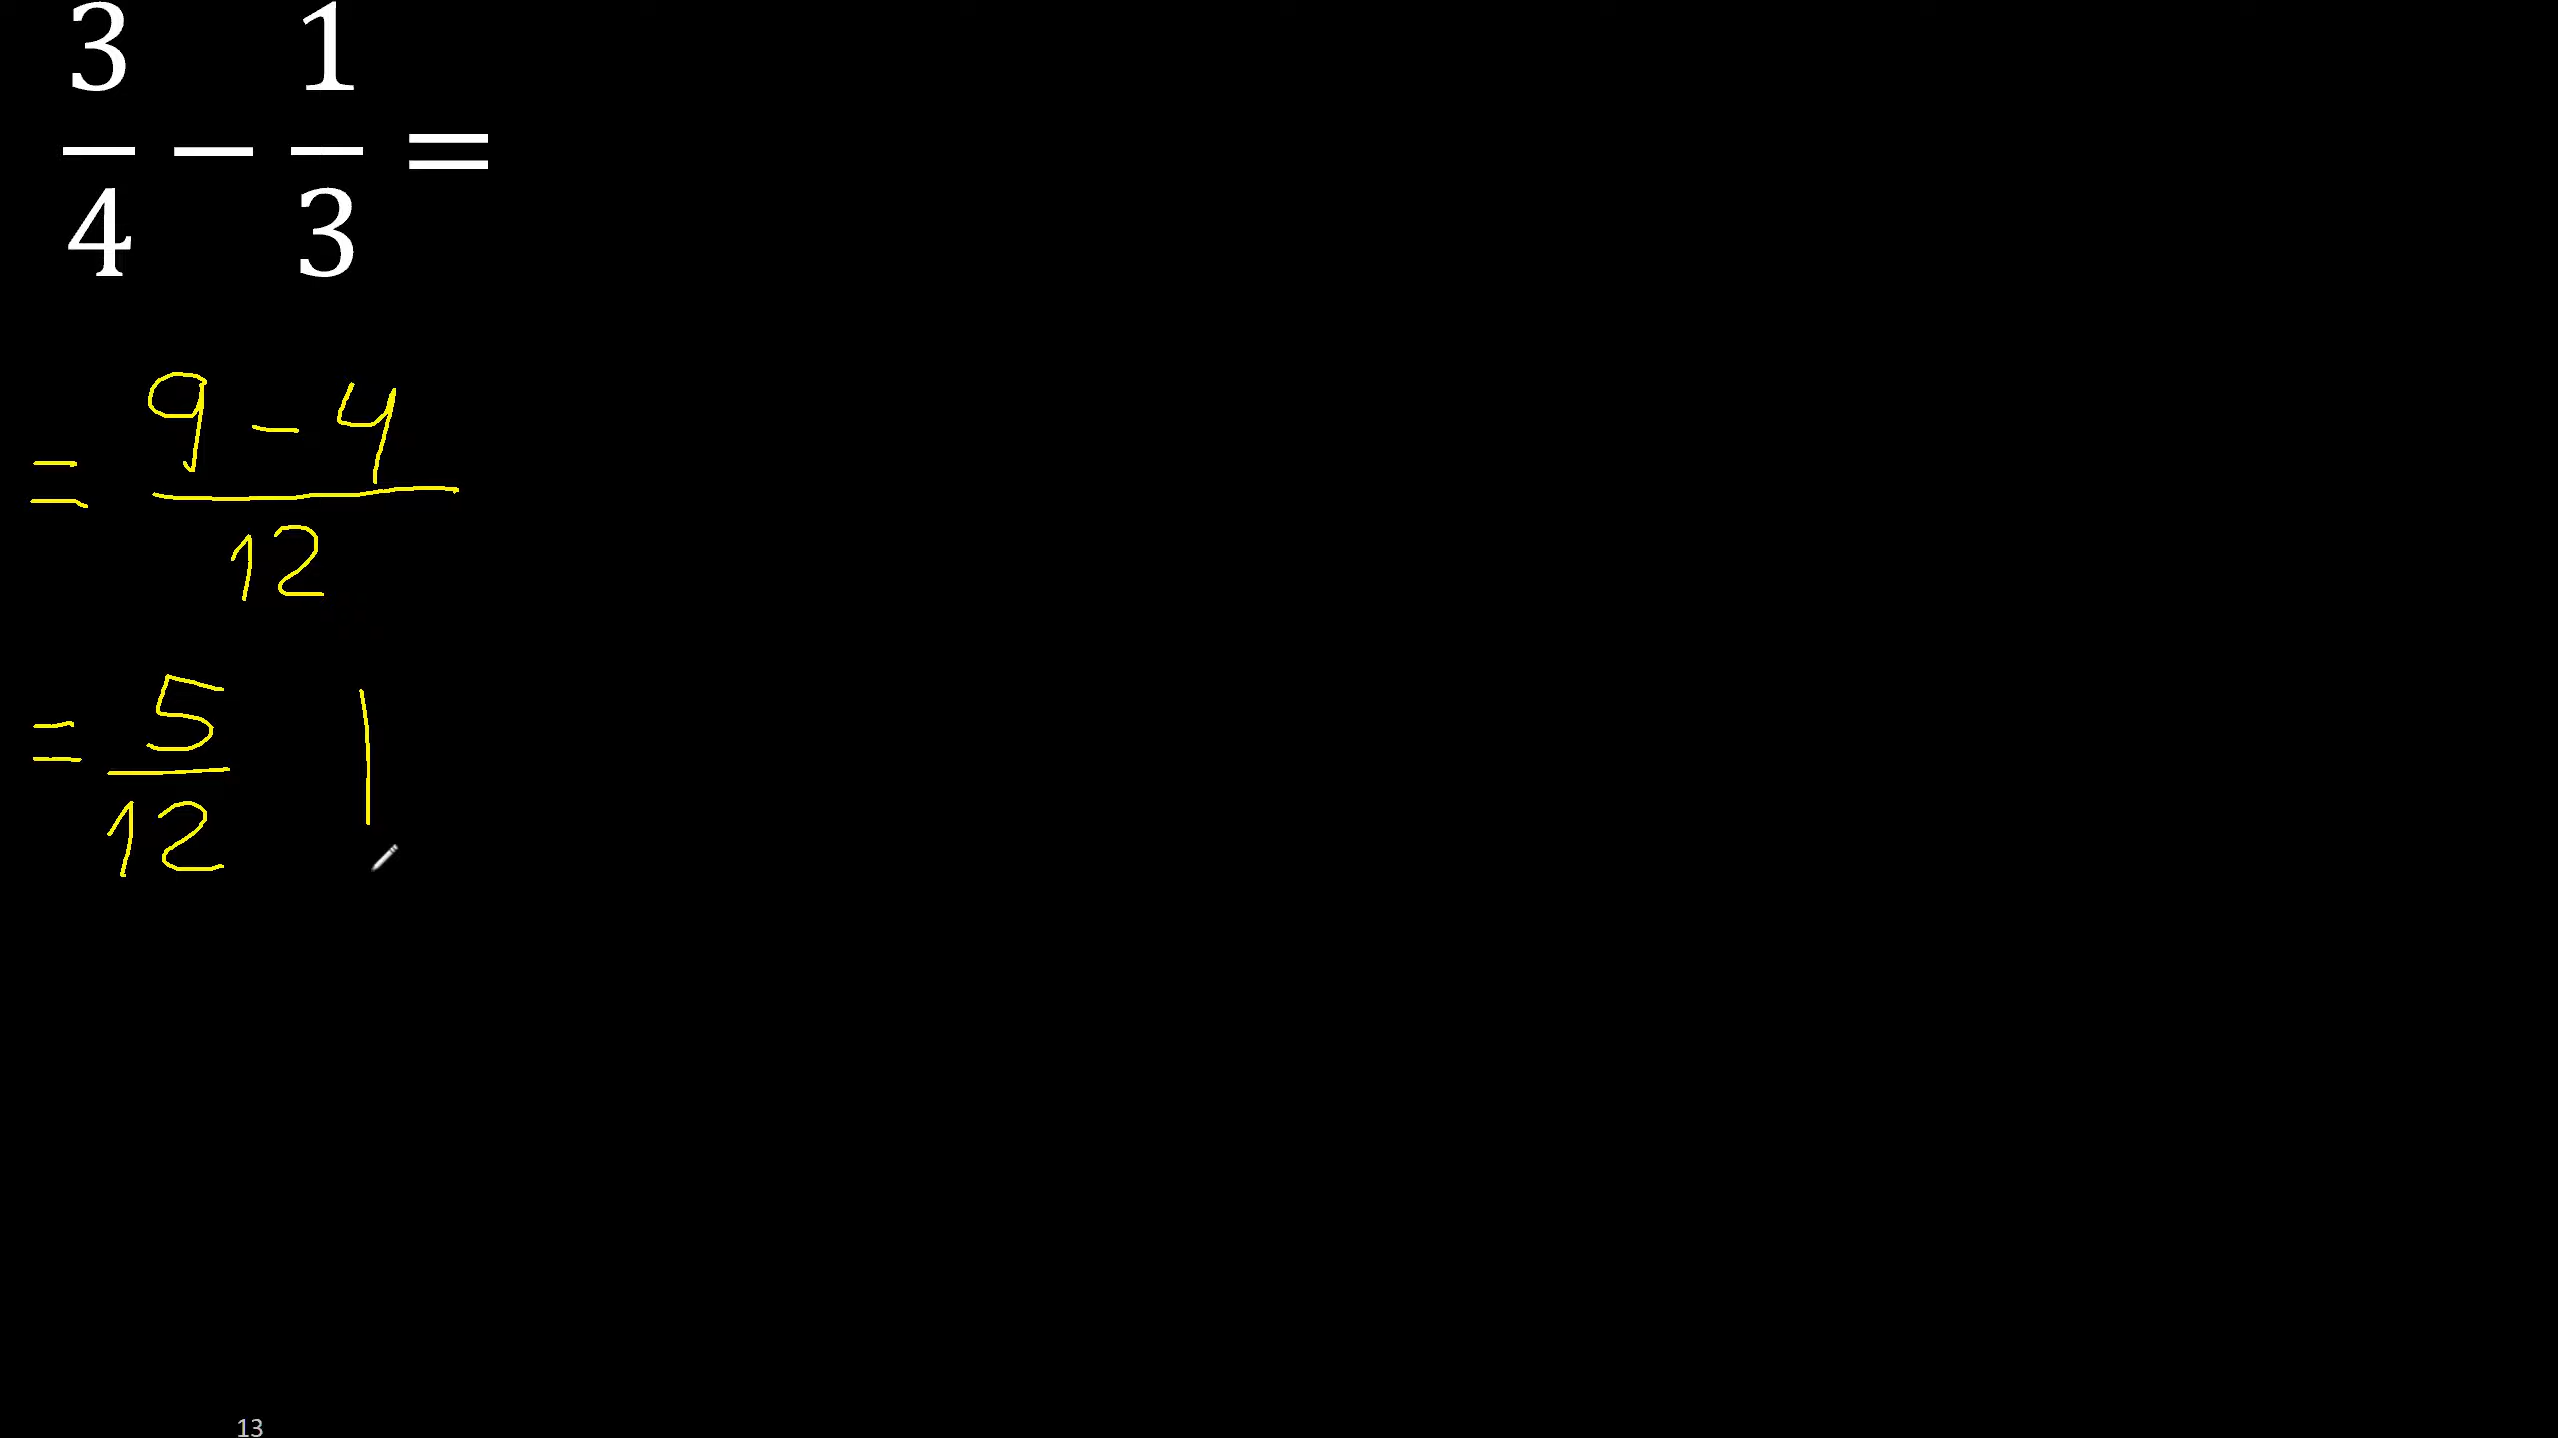 3/4 − 1/3 =
= 9 - 4 / 12
= 5/12 |
13